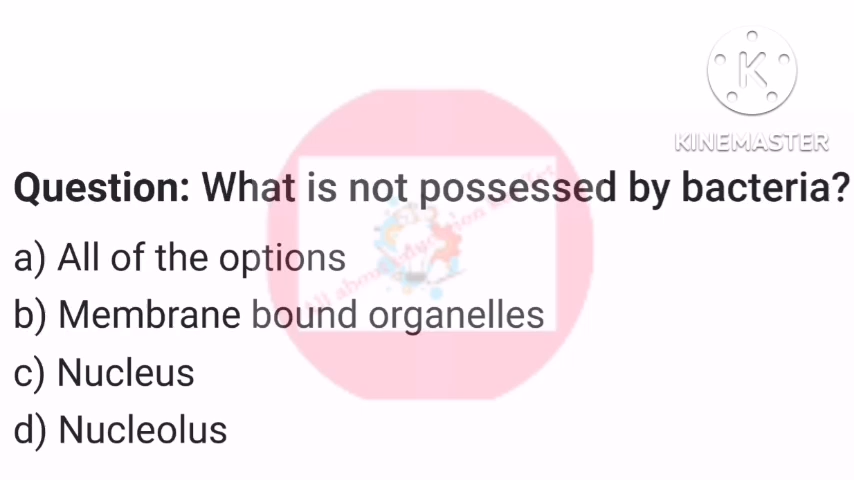 KINEMASTER
Question: What is not possessed by bacteria?
a) All of the options
b) Membrane bound organelles
c) Nucleus
d) Nucleolus